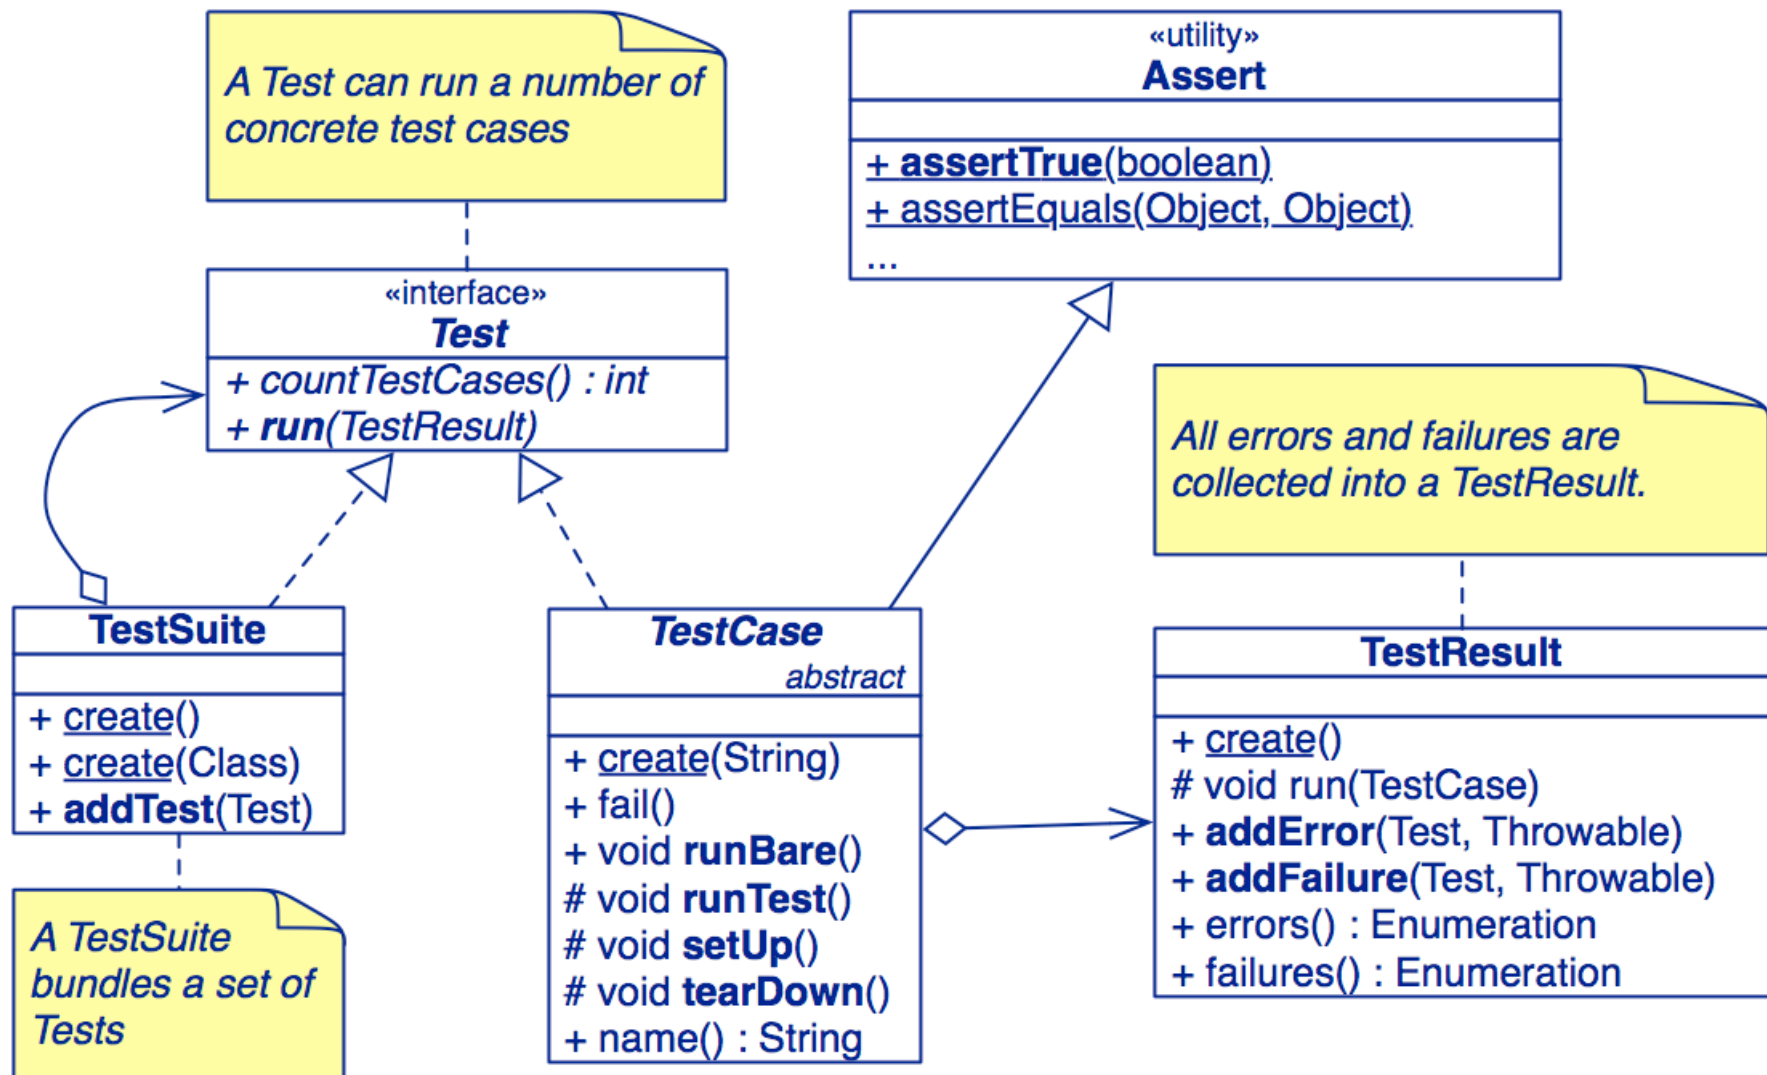 A Test can run a number of
concrete test cases
«utility»
Assert
+ assertTrue(boolean)
+ assertEquals(Object, Object)
...
«interface»
Test
+ countTestCases() : int
+ run(TestResult)
All errors and failures are
collected into a TestResult.
TestSuite
+ create()
+ create(Class)
+ addTest(Test)
A TestSuite
bundles a set of
Tests
TestCase
abstract
+ create(String)
+ fail()
+ void runBare()
# void runTest()
# void setUp()
# void tearDown()
+ name() : String
TestResult
+ create()
# void run(TestCase)
+ addError(Test, Throwable)
+ addFailure(Test, Throwable)
+ errors() : Enumeration
+ failures() : Enumeration